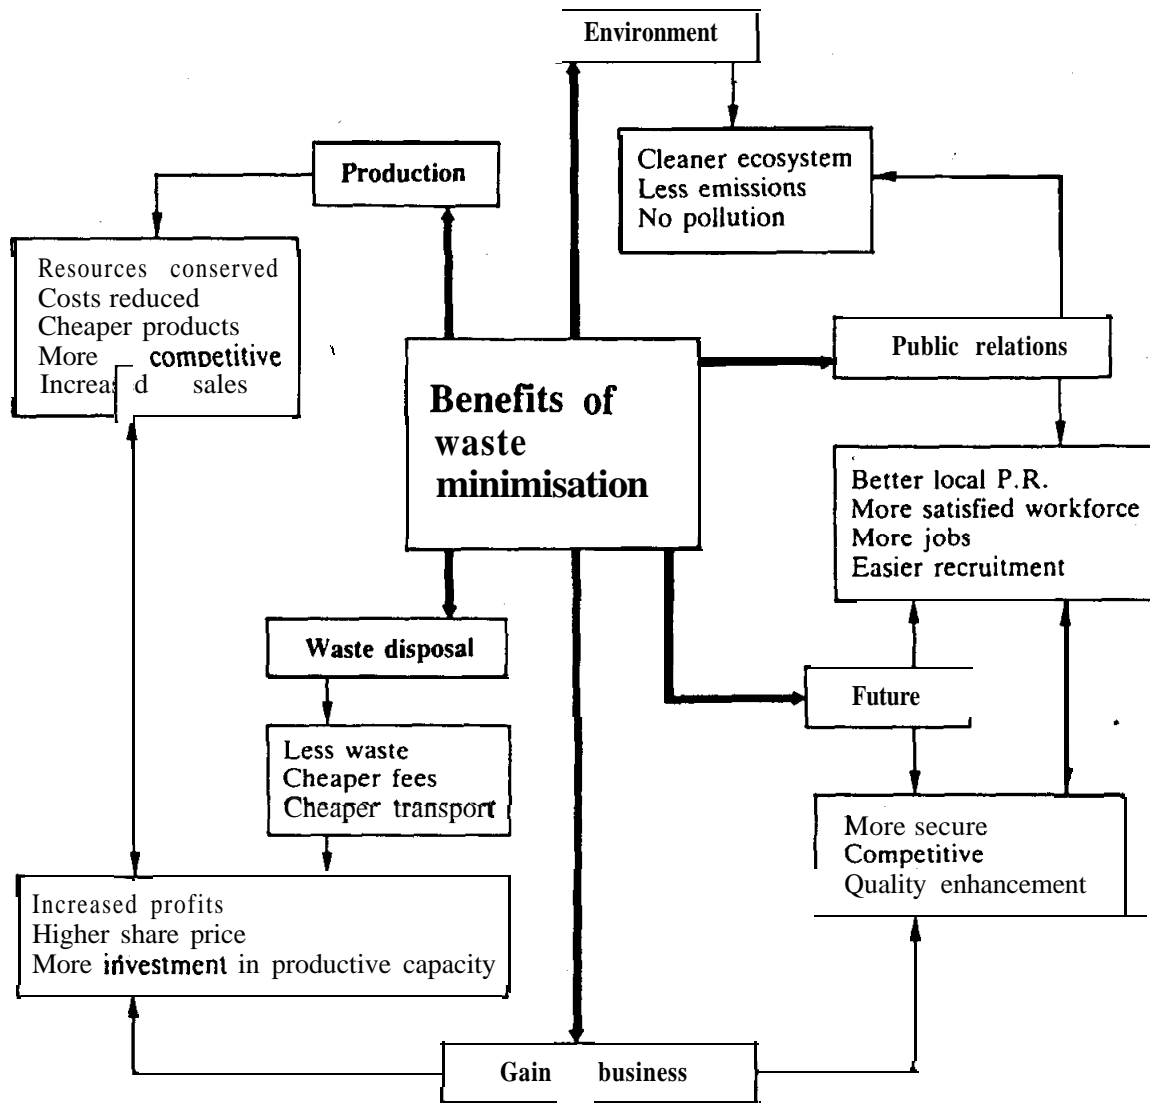 Environment
Cleaner ecosystem
Less emissions
No pollution
Production
Resources conserved
Costs reduced
Cheaper products
More competitive
Increased sales
Public relations
Benefits of
waste
minimisation
Better local P.R.
More satisfied workforce
More jobs
Easier recruitment
Waste disposal
Future
Less waste
Cheaper fees
Cheaper transport
More secure
Competitive
Quality enhancement
Increased profits
Higher share price
More investment in productive capacity
Gain business